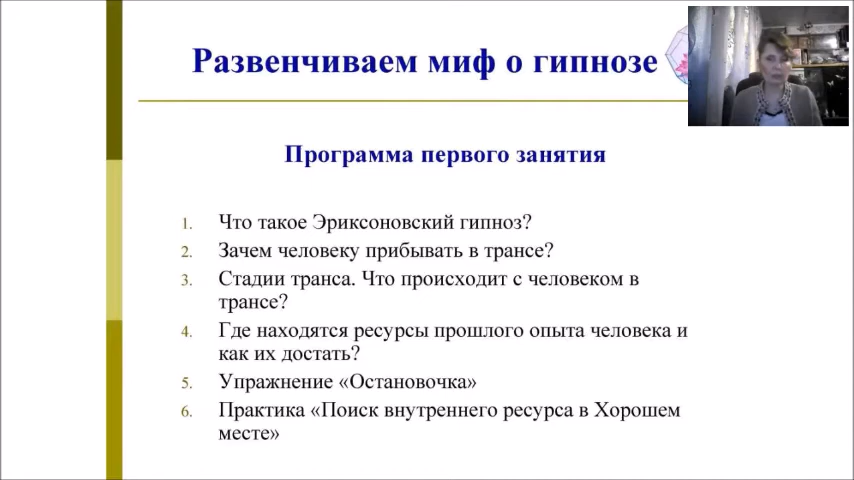 Развенчиваем миф о гипнозе
Программа первого занятия
1. Что такое Эриксоновский гипноз?
2. Зачем человеку прибывать в трансе?
3. Стадии транса. Что происходит с человеком в
трансе?
4. Где находятся ресурсы прошлого опыта человека и
как их достать?
5. Упражнение «Остановочка»
6. Практика «Поиск внутреннего ресурса в Хорошем
месте»